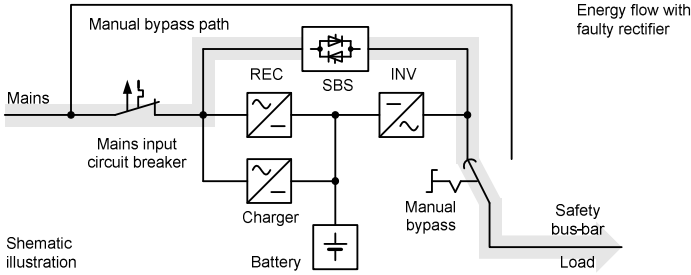 Manual bypass path
Energy flow with
faulty rectifier
REC
SBS
INV
Mains
Mains input
circuit breaker
Charger
Manual
bypass
Safety
bus-bar
Shematic
illustration
Battery
Load